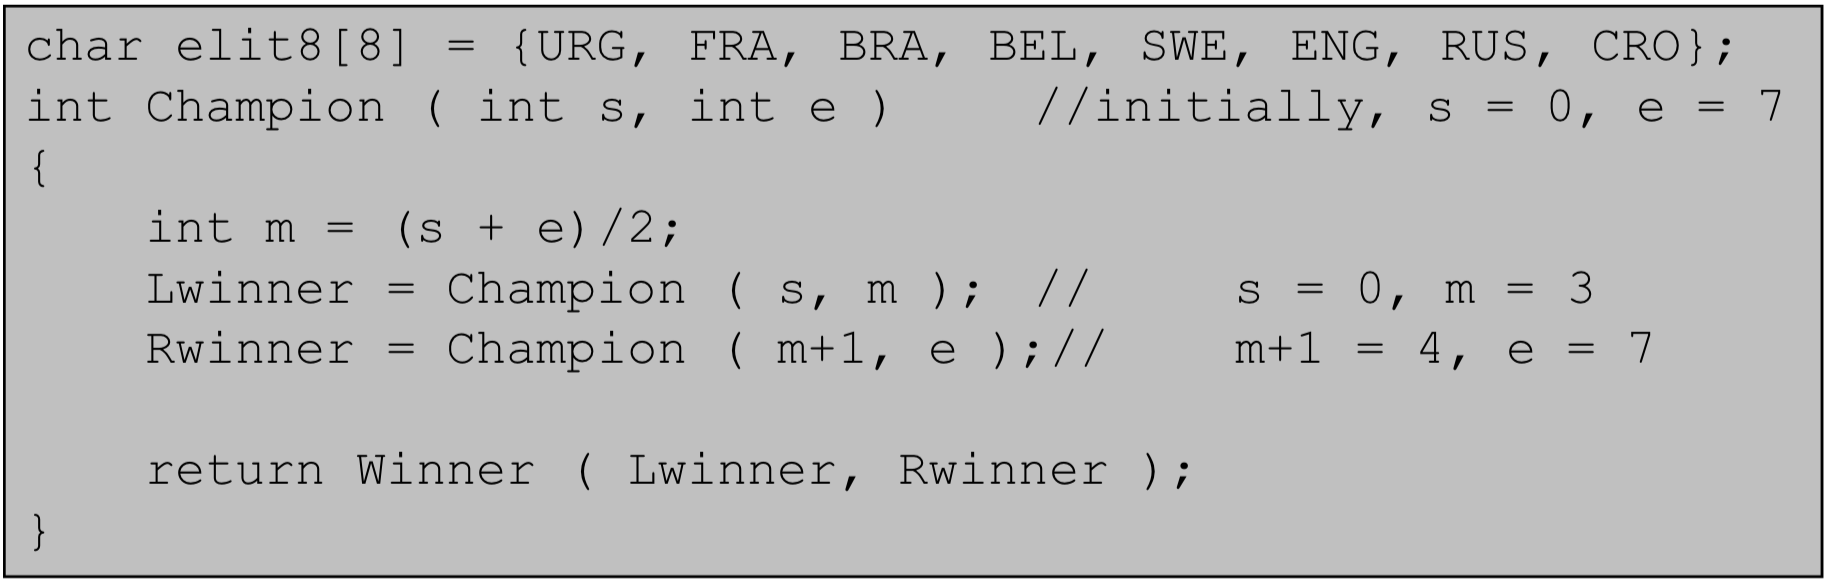 char elit8[8] = {URG, FRA, BRA, BEL, SWE, ENG, RUS, CRO};
int Champion ( int s, int e )     //initially, s = 0, e = 7
{
    int m = (s + e)/2;
    Lwinner = Champion ( s, m );  //     s = 0, m = 3
    Rwinner = Champion ( m+1, e );//     m+1 = 4, e = 7

    return Winner ( Lwinner, Rwinner );
}